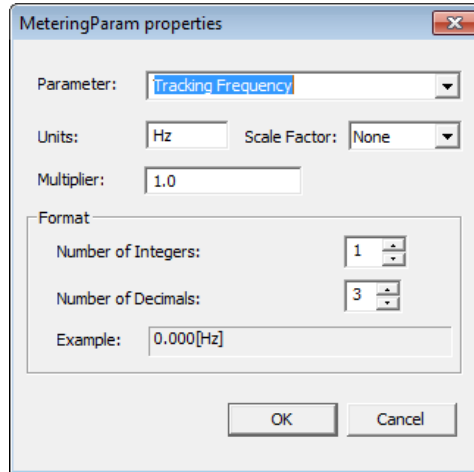 MeteringParam properties
Parameter: Tracking Frequency
Units: Hz Scale Factor: None
Multiplier: 1.0
Format
Number of Integers: 1
Number of Decimals: 3
Example: 0.000[Hz]
OK Cancel